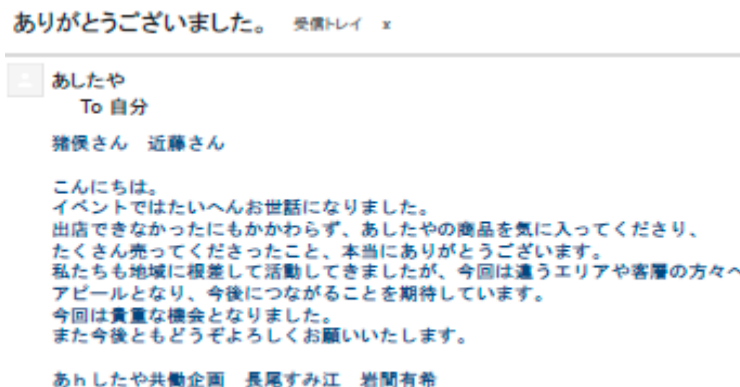 ありがとうございました。 受信トレイ x
あしたや
To 自分
猪俣さん 近藤さん
こんにちは。
イベントではたいへんお世話になりました。
出店できなかったにもかかわらず、あしたやの商品を気に入ってくださり、
たくさん売ってくださったこと、本当にありがとうございます。
私たちも地域に根差して活動してきましたが、今回は違うエリアや客層の方々へ
アピールとなり、今後につながることを期待しています。
今回は貴重な機会となりました。
また今後ともどうぞよろしくお願いいたします。
あhしたや共働企画 長尾すみ江 岩間有希